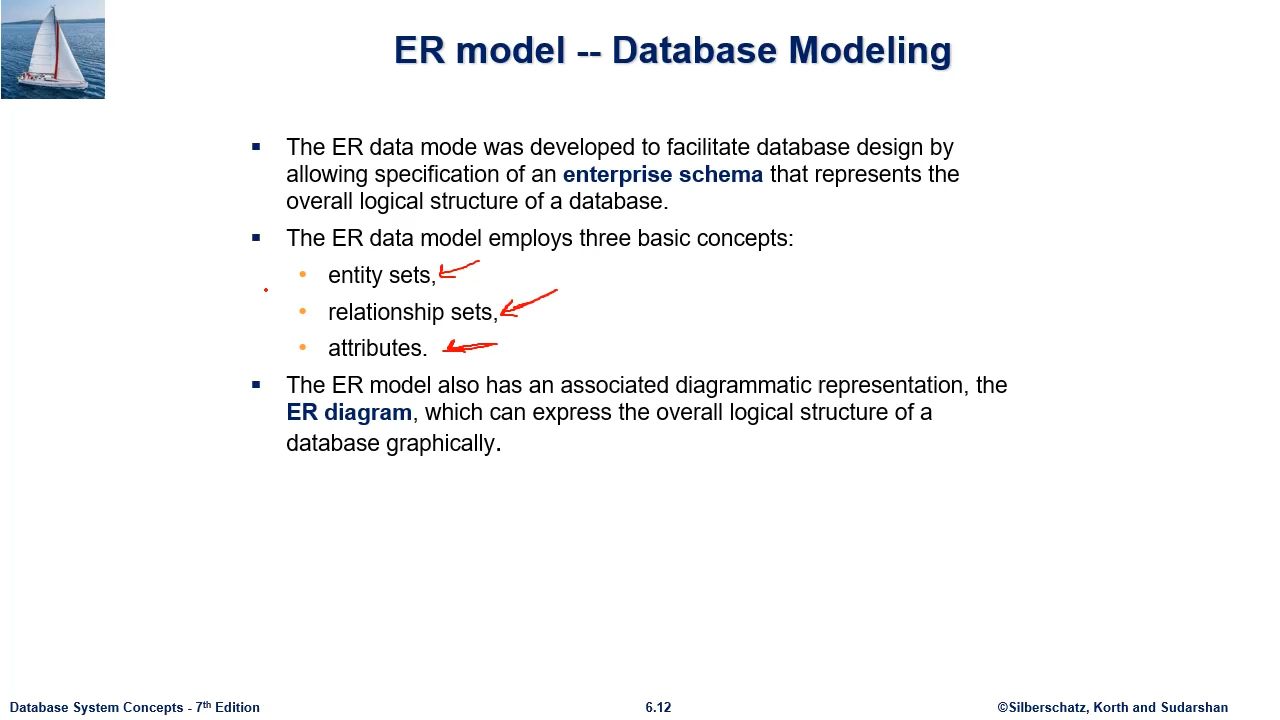 ER model -- Database Modeling
The ER data mode was developed to facilitate database design by
allowing specification of an enterprise schema that represents the
overall logical structure of a database.
The ER data model employs three basic concepts:
entity sets,
relationship sets,
attributes.
The ER model also has an associated diagrammatic representation, the
ER diagram, which can express the overall logical structure of a
database graphically.
Database System Concepts - 7th Edition
6.12
©Silberschatz, Korth and Sudarshan